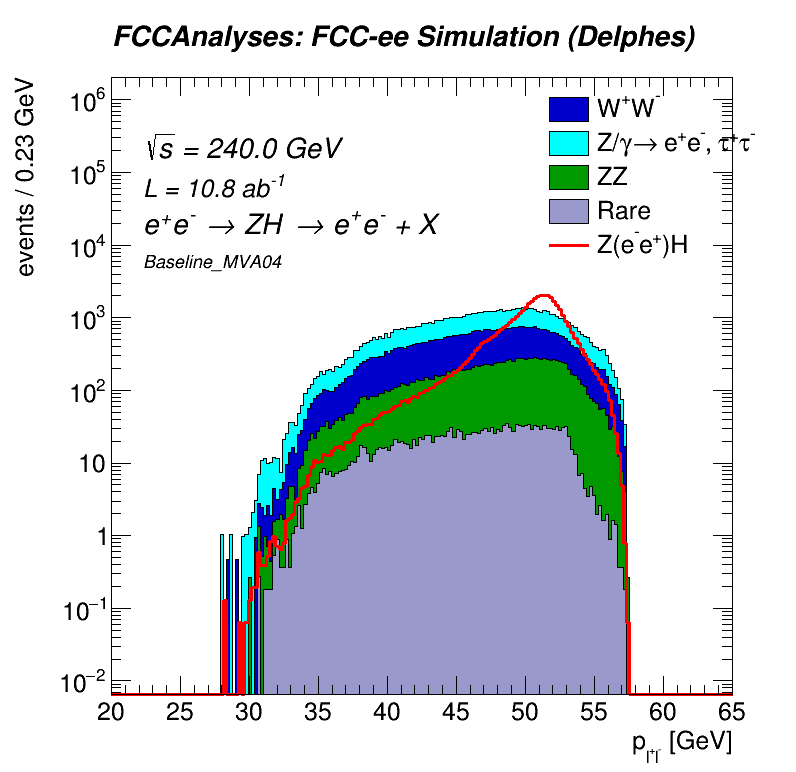 FCCAnalyses: FCC-ee Simulation (Delphes)
events / 0.23 GeV
√s = 240.0 GeV
L = 10.8 ab⁻¹
e⁺e⁻ → ZH → e⁺e⁻ + X
Baseline_MVA04
W⁺W⁻
Z/γ→ e⁺e⁻, τ⁺τ⁻
ZZ
Rare
Z(e⁻e⁺)H
10⁶
10⁵
10⁴
10³
10²
10
1
10⁻¹
10⁻²
20 25 30 35 40 45 50 55 60 65
p_{l⁺l⁻} [GeV]